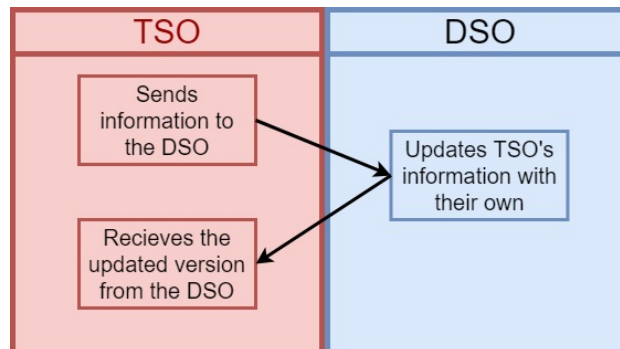 TSO
DSO
Sends
information to
the DSO
Updates TSO's
information with
their own
Recieves the
updated version
from the DSO